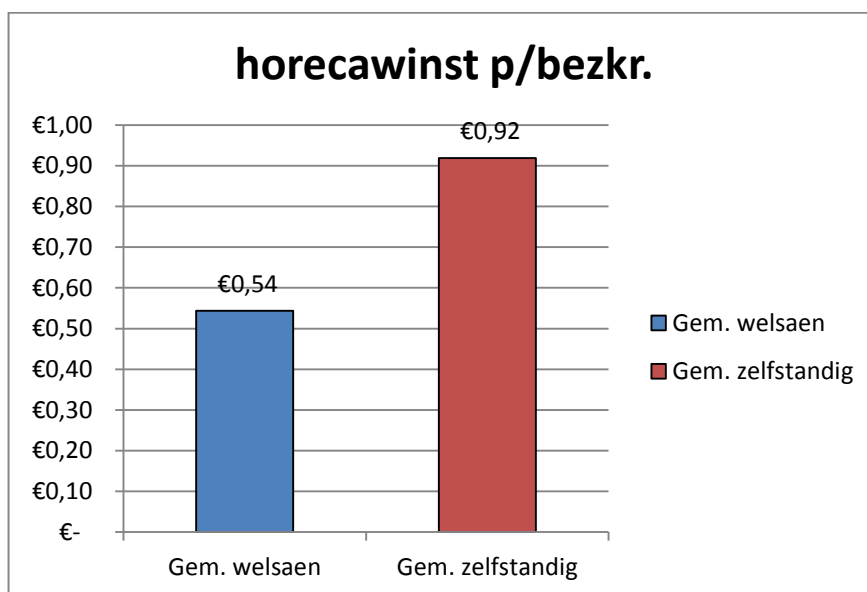 horecawinst p/bezkr.
€1,00
€0,90
€0,80
€0,70
€0,60
€0,50
€0,40
€0,30
€0,20
€0,10
€-
€0,54
€0,92
Gem. welsaen
Gem. zelfstandig
Gem. welsaen
Gem. zelfstandig